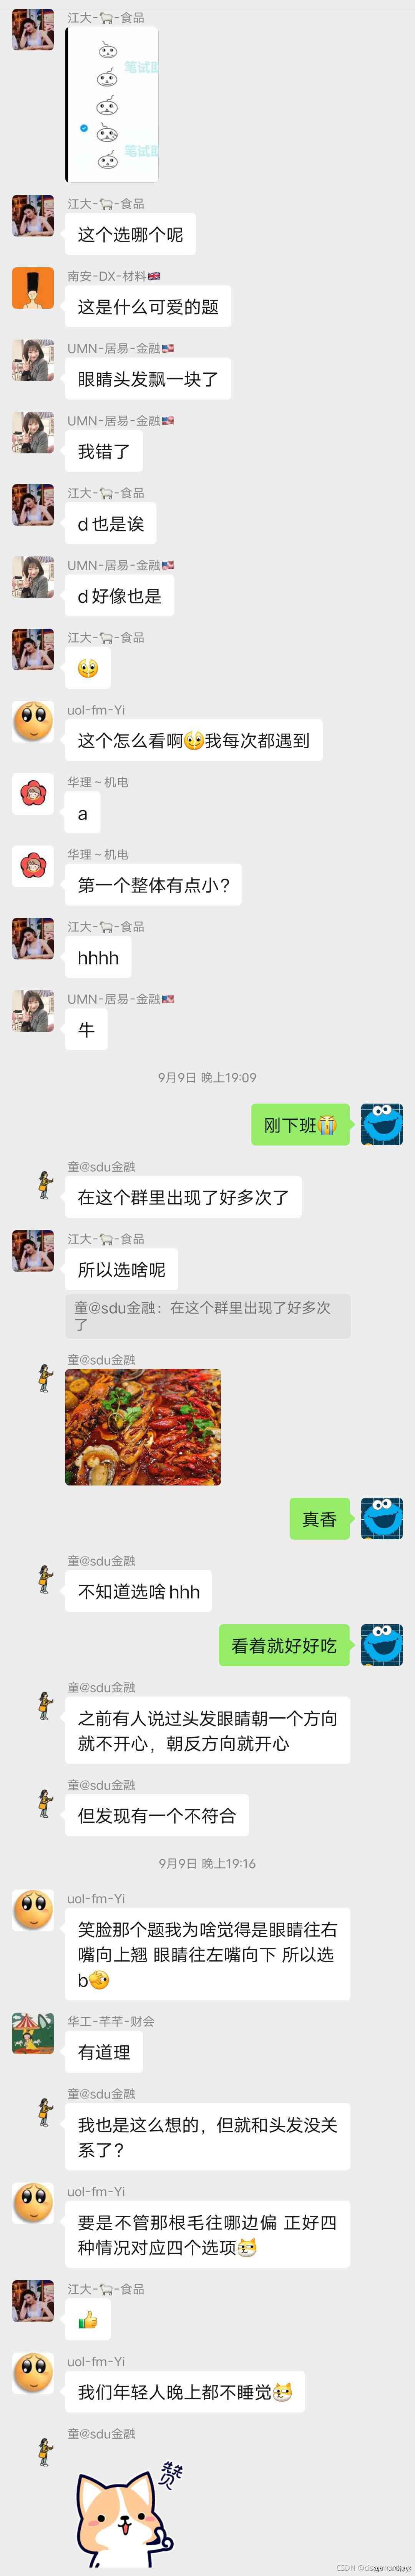 江大-🐑-食品
笔试助
笔试助
江大-🐑-食品
这个选哪个呢
南安-DX-材料🇬🇧
这是什么可爱的题
UMN-居易-金融🇺🇸
眼睛头发飘一块了
UMN-居易-金融🇺🇸
我错了
江大-🐑-食品
d也是诶
UMN-居易-金融🇺🇸
d好像也是
江大-🐑-食品
uol-fm-Yi
这个怎么看啊我每次都遇到
华理～机电
a
华理～机电
第一个整体有点小?
江大-🐑-食品
hhhh
UMN-居易-金融🇺🇸
牛
9月9日 晚上19:09
刚下班😭
童@sdu金融
在这个群里出现了好多次了
江大-🐑-食品
所以选啥呢
童@sdu金融：在这个群里出现了好多次
了
童@sdu金融
真香
童@sdu金融
不知道选啥hhh
看着就好好吃
童@sdu金融
之前有人说过头发眼睛朝一个方向
就不开心，朝反方向就开心
童@sdu金融
但发现有一个不符合
9月9日 晚上19:16
uol-fm-Yi
笑脸那个题我为啥觉得是眼睛往右
嘴向上翘 眼睛往左嘴向下 所以选
b
华工-芊芊-财会
有道理
童@sdu金融
我也是这么想的，但就和头发没关
系了?
uol-fm-Yi
要是不管那根毛往哪边偏 正好四
种情况对应四个选项
江大-🐑-食品
👍
uol-fm-Yi
我们年轻人晚上都不睡觉
童@sdu金融
赞